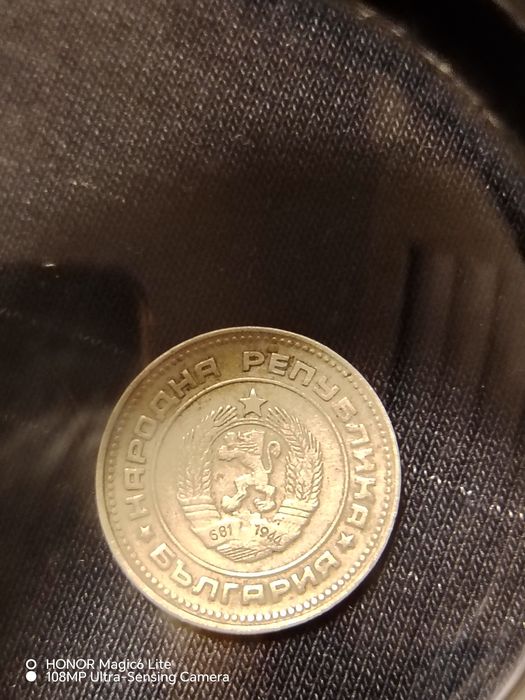 НАРОДНА РЕПУБЛИКА
★ БЪЛГАРИЯ ★
681 1944
HONOR Magic6 Lite
108MP Ultra-Sensing Camera